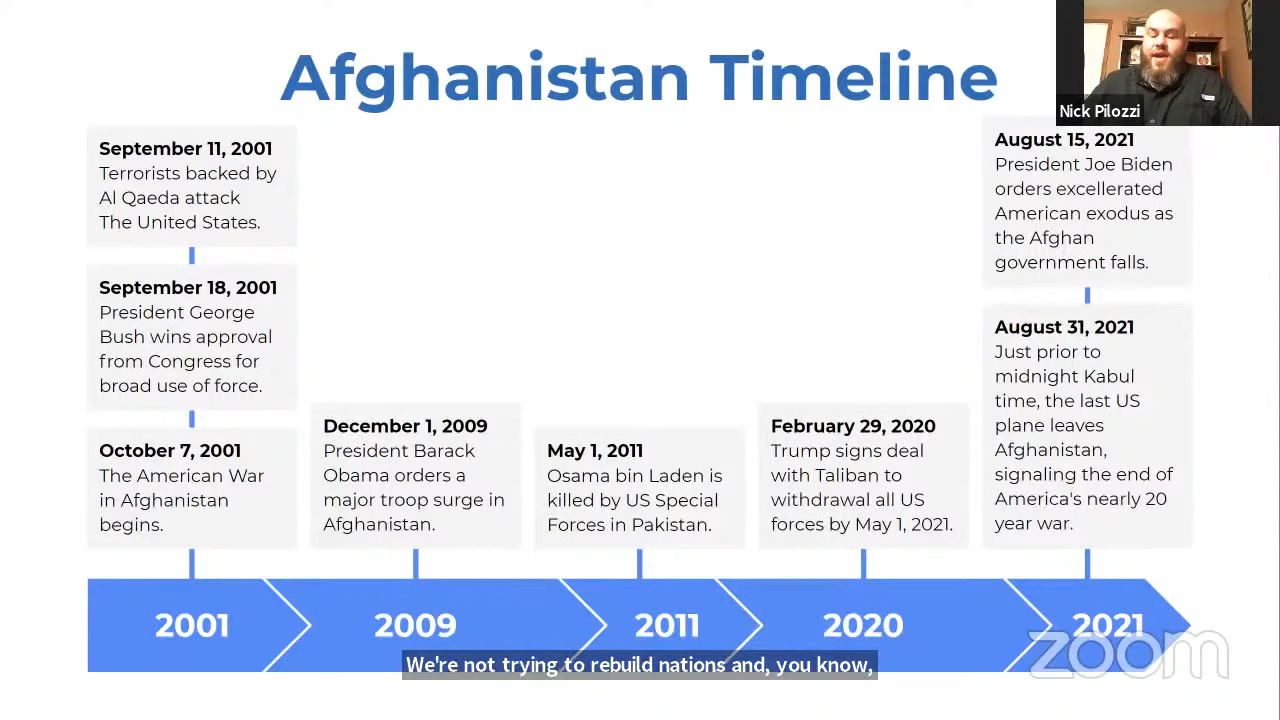 Afghanistan Timeline
Nick Pilozzi
September 11, 2001
Terrorists backed by
Al Qaeda attack
The United States.
September 18, 2001
President George
Bush wins approval
from Congress for
broad use of force.
October 7, 2001
The American War
in Afghanistan
begins.
December 1, 2009
President Barack
Obama orders a
major troop surge in
Afghanistan.
May 1, 2011
Osama bin Laden is
killed by US Special
Forces in Pakistan.
February 29, 2020
Trump signs deal
with Taliban to
withdrawal all US
forces by May 1, 2021.
August 15, 2021
President Joe Biden
orders excellerated
American exodus as
the Afghan
government falls.
August 31, 2021
Just prior to
midnight Kabul
time, the last US
plane leaves
Afghanistan,
signaling the end of
America's nearly 20
year war.
2001
2009
2011
2020
2021
zoom
We're not trying to rebuild nations and, you know,